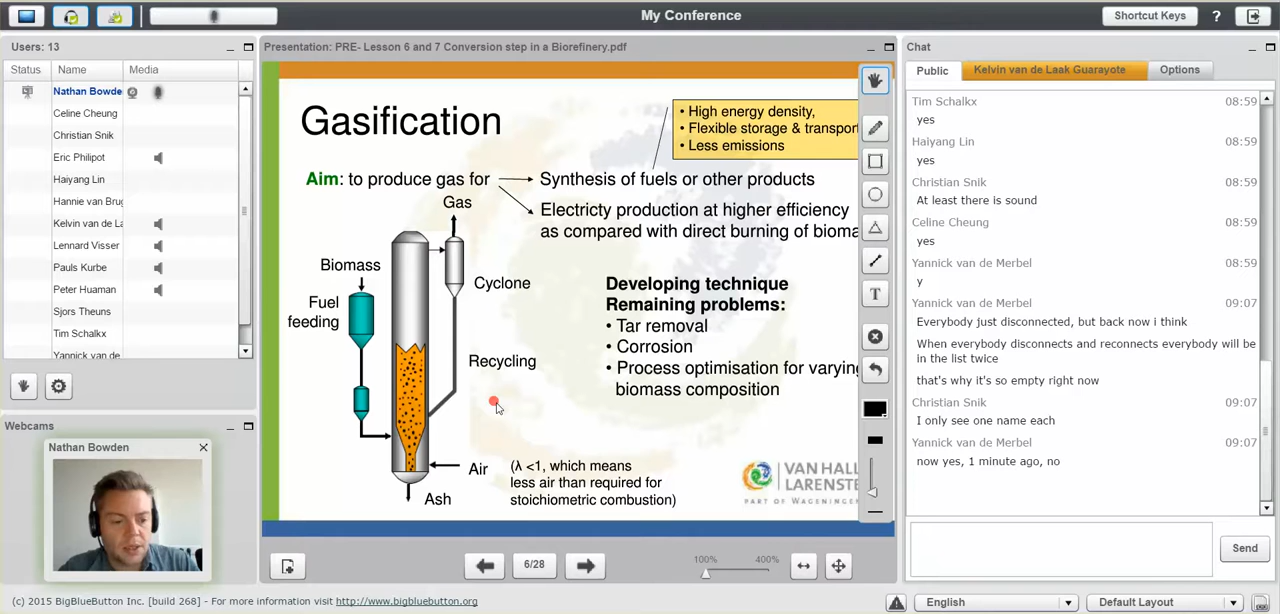 My Conference
Shortcut Keys
?
Users: 13
Status Name Media
Nathan Bowde
Celine Cheung
Christian Snik
Eric Philipot
Haiyang Lin
Hannie van Brug
Kelvin van de La
Lennard Visser
Pauls Kurbe
Peter Huaman
Sjors Theuns
Tim Schalkx
Yannick van de
Webcams
Nathan Bowden
Presentation: PRE- Lesson 6 and 7 Conversion step in a Biorefinery.pdf
Gasification
• High energy density,
• Flexible storage & transport
• Less emissions
Aim: to produce gas for
Synthesis of fuels or other products
Electricty production at higher efficiency
as compared with direct burning of bioma
Gas
Biomass
Fuel
feeding
Cyclone
Recycling
Air
Ash
(λ <1, which means
less air than required for
stoichiometric combustion)
Developing technique
Remaining problems:
• Tar removal
• Corrosion
• Process optimisation for varying
biomass composition
VAN HALL
LARENSTE
PART OF WAGENINGEN
T
6/28
100%
400%
Chat
Public
Kelvin van de Laak Guarayote
Options
Tim Schalkx 08:59
yes
Haiyang Lin 08:59
yes
Christian Snik 08:59
At least there is sound
Celine Cheung 08:59
yes
Yannick van de Merbel 08:59
y
Yannick van de Merbel 09:07
Everybody just disconnected, but back now i think
When everybody disconnects and reconnects everybody will be
in the list twice
that's why it's so empty right now
Christian Snik 09:07
I only see one name each
Yannick van de Merbel 09:07
now yes, 1 minute ago, no
Send
(c) 2015 BigBlueButton Inc. [build 268] - For more information visit http://www.bigbluebutton.org
English
Default Layout